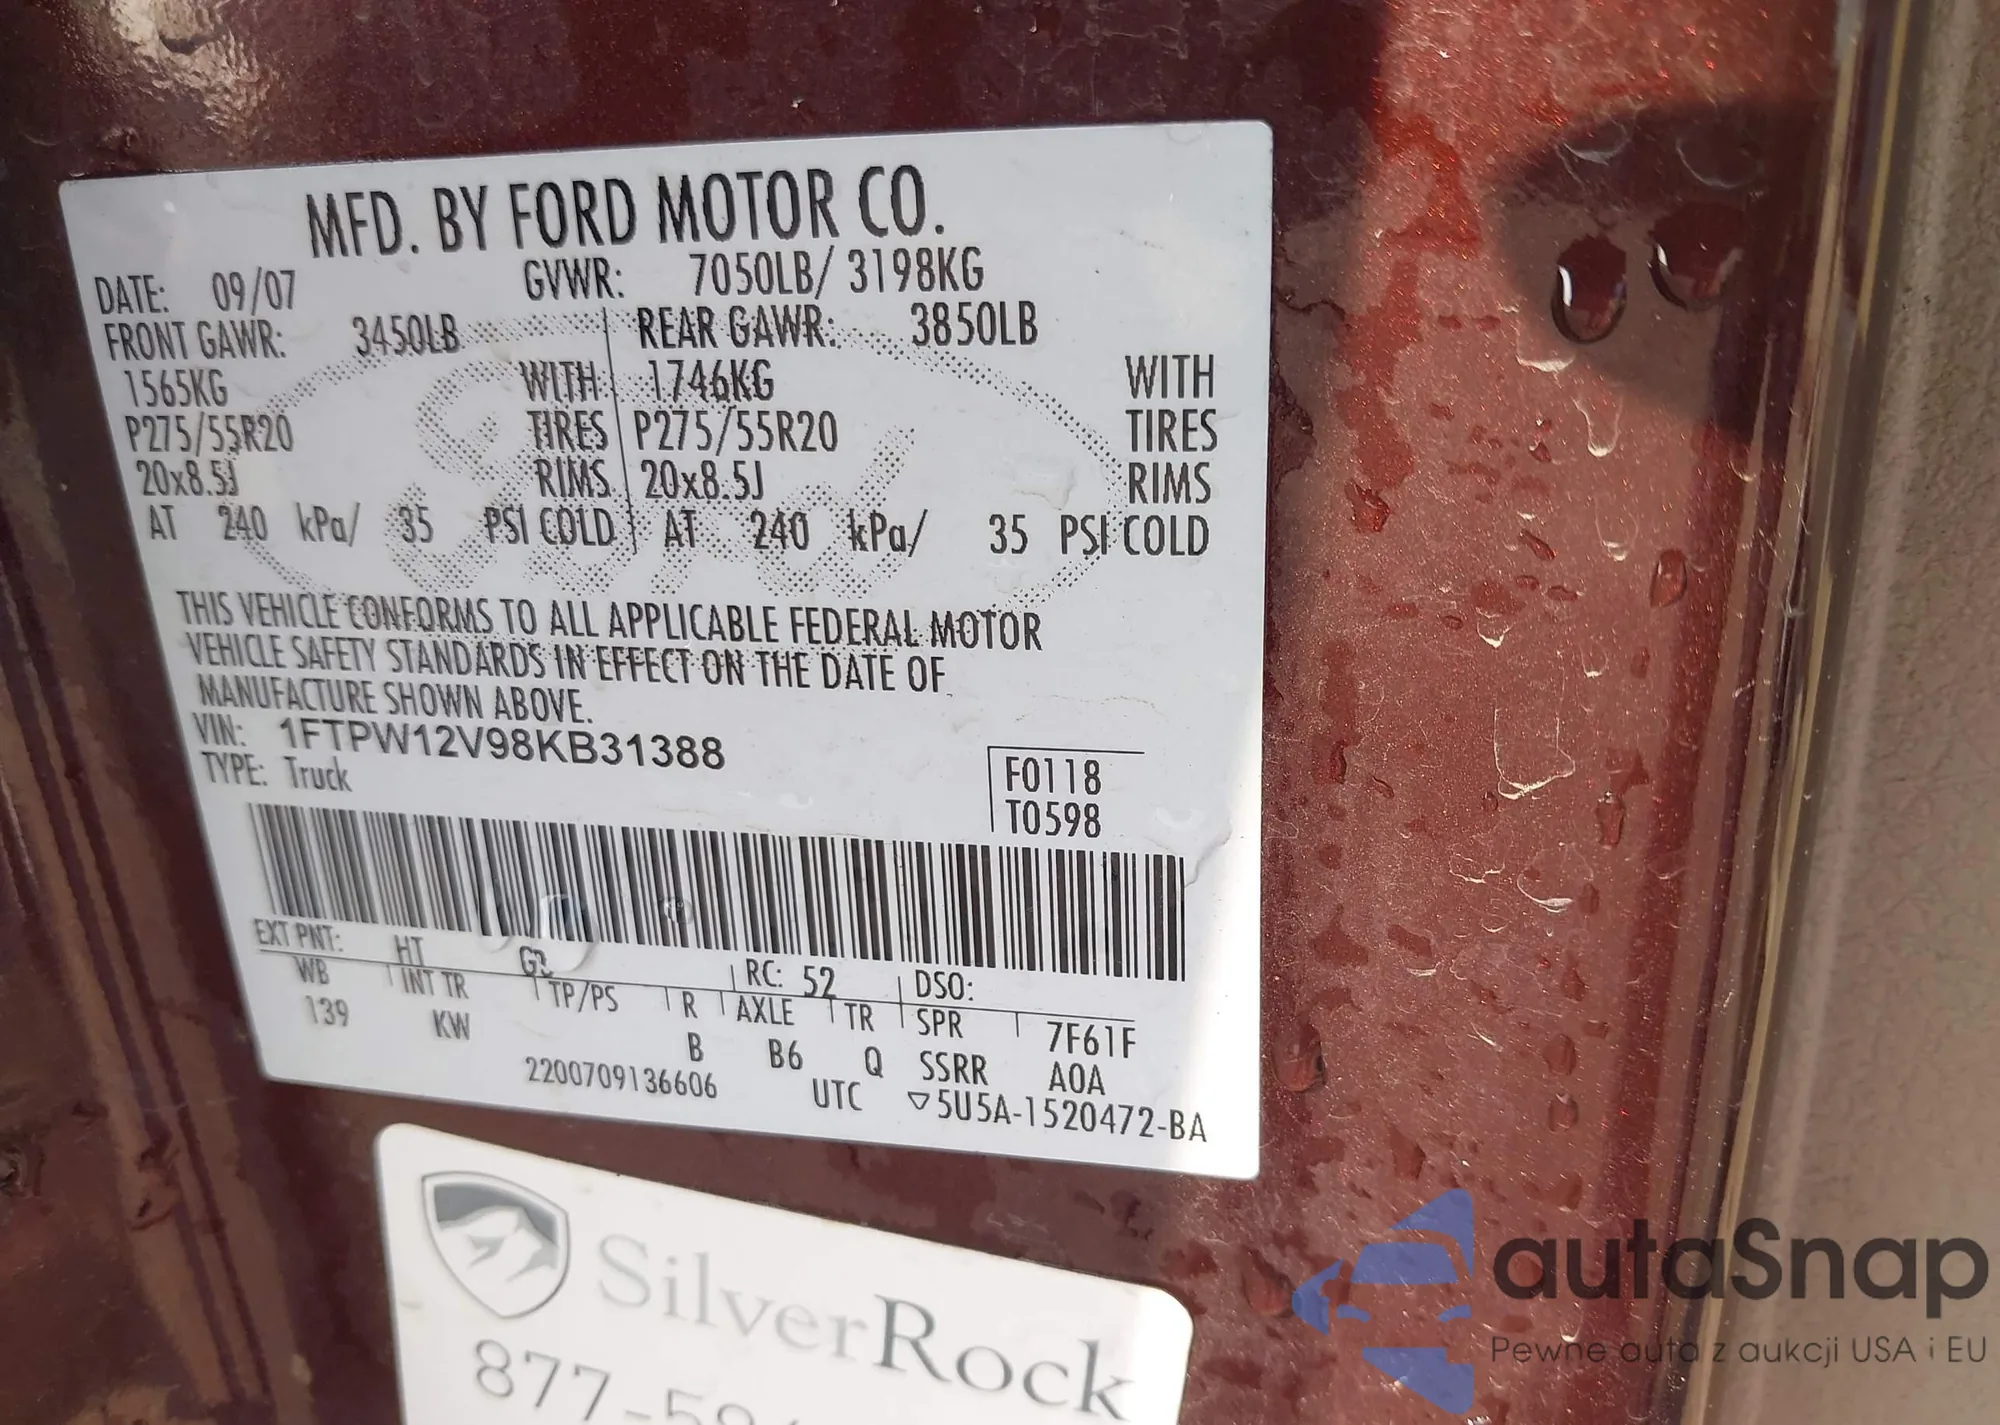 MFD. BY FORD MOTOR CO.
DATE: 09/07 GVWR: 7050LB/ 3198KG
FRONT GAWR: 3450LB REAR GAWR: 3850LB
1565KG WITH 1746KG WITH
P275/55R20 TIRES P275/55R20 TIRES
20x8.5J RIMS 20x8.5J RIMS
AT 240 kPa/ 35 PSI COLD AT 240 kPa/ 35 PSI COLD
THIS VEHICLE CONFORMS TO ALL APPLICABLE FEDERAL MOTOR
VEHICLE SAFETY STANDARDS IN EFFECT ON THE DATE OF
MANUFACTURE SHOWN ABOVE.
VIN: 1FTPW12V98KB31388
TYPE: Truck
F0118
T0598
EXT PNT: HT G2 RC: 52 DSO:
WB INT TR TP/PS R AXLE TR SPR 7F61F
139 KW B B6 Q SSRR A0A
2200709136606 UTC ▽5U5A-1520472-BA
SilverRock
877-
autaSnap
Pewne auta z aukcji USA i EU